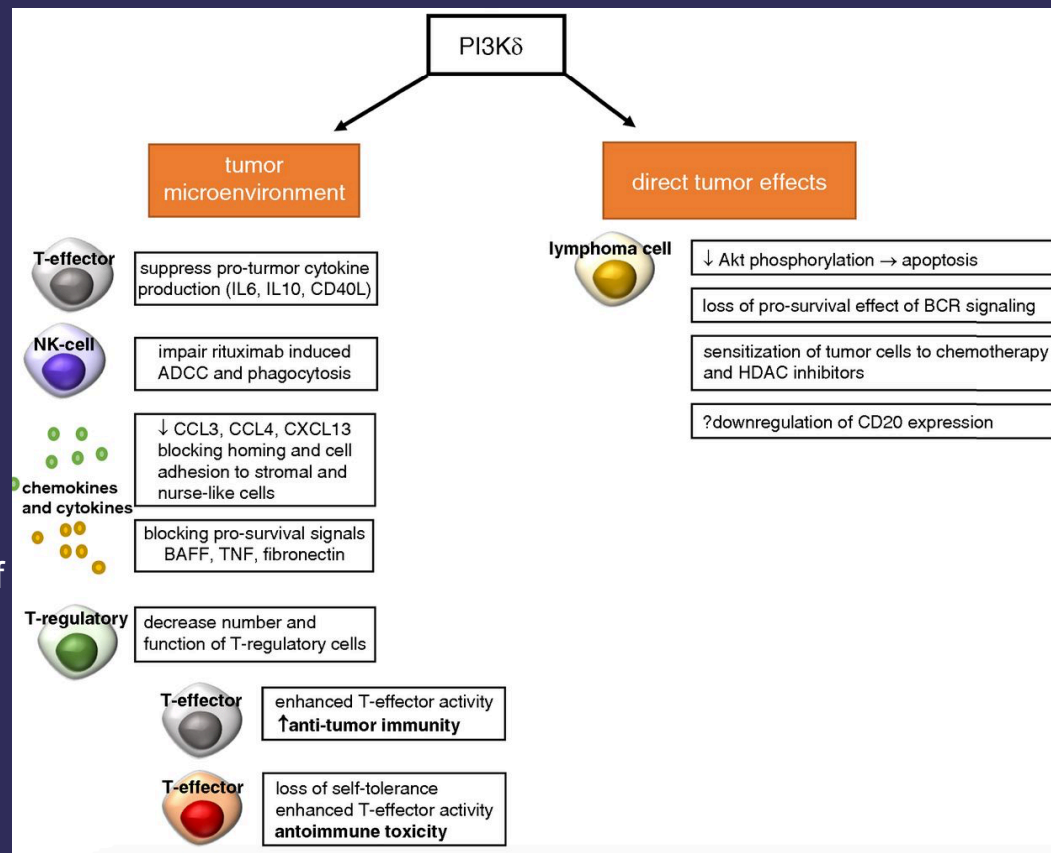 PI3Kδ
tumor
microenvironment
T-effector
suppress pro-turmor cytokine
production (IL6, IL10, CD40L)
NK-cell
impair rituximab induced
ADCC and phagocytosis
chemokines
and cytokines
↓ CCL3, CCL4, CXCL13
blocking homing and cell
adhesion to stromal and
nurse-like cells
blocking pro-survival signals
BAFF, TNF, fibronectin
f
T-regulatory
decrease number and
function of T-regulatory cells
T-effector
enhanced T-effector activity
↑anti-tumor immunity
T-effector
loss of self-tolerance
enhanced T-effector activity
antoimmune toxicity
direct tumor effects
lymphoma cell
↓ Akt phosphorylation → apoptosis
loss of pro-survival effect of BCR signaling
sensitization of tumor cells to chemotherapy
and HDAC inhibitors
?downregulation of CD20 expression